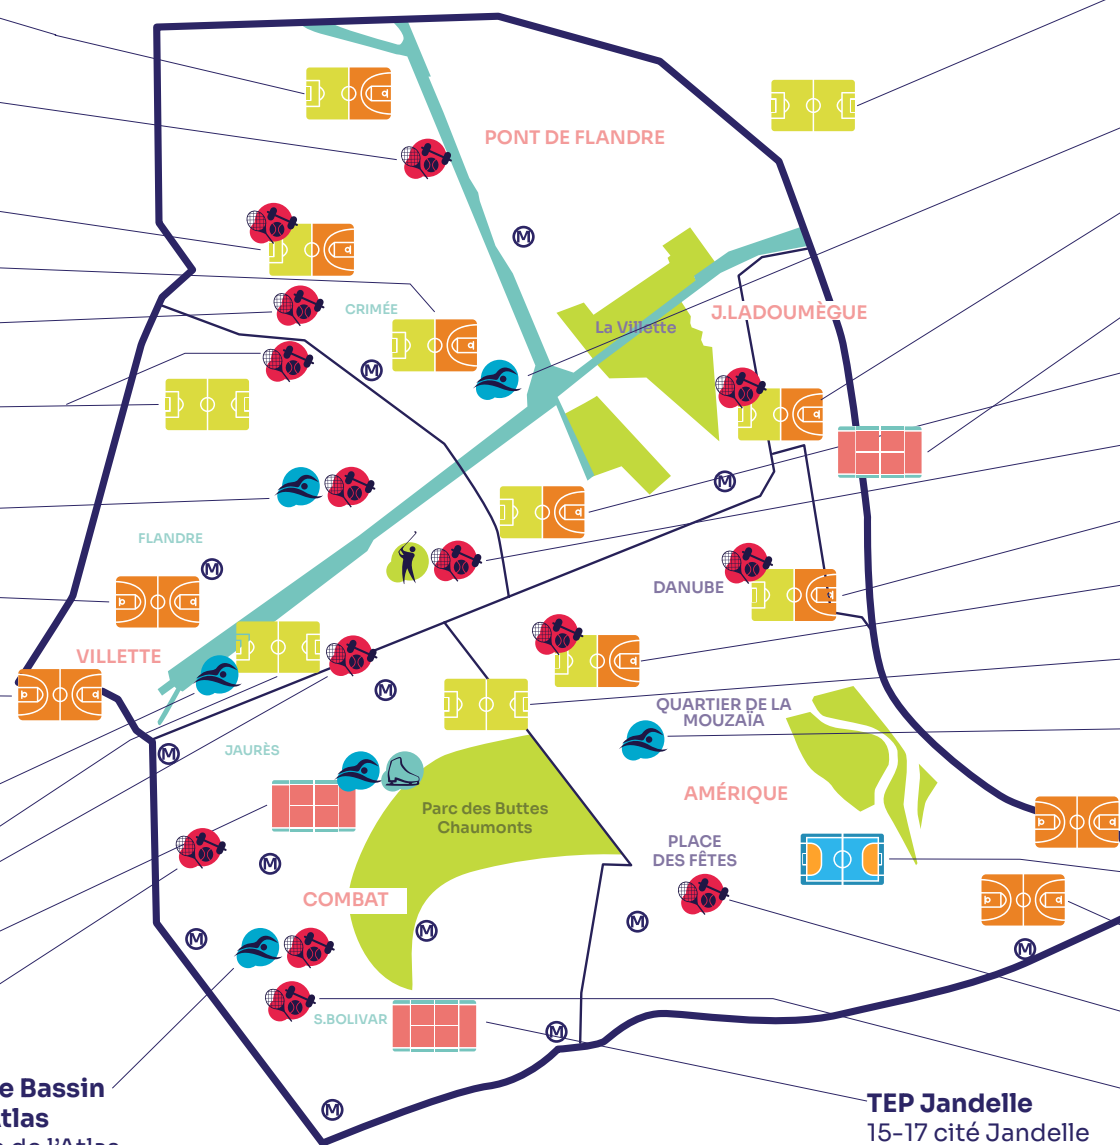 PONT DE FLANDRE
M
CRIMÉE
La Villette
J.LADOUMÈGUE
M
M
FLANDRE
M
DANUBE
VILLETTE
M
QUARTIER DE LA
MOUZAÏA
JAURÈS
M
AMÉRIQUE
Parc des Buttes
Chaumonts
PLACE
DES FÊTES
M
COMBAT
M
M
M
M
S.BOLIVAR
M
e Bassin
TEP Jandelle
15-17 cité Jandelle
M